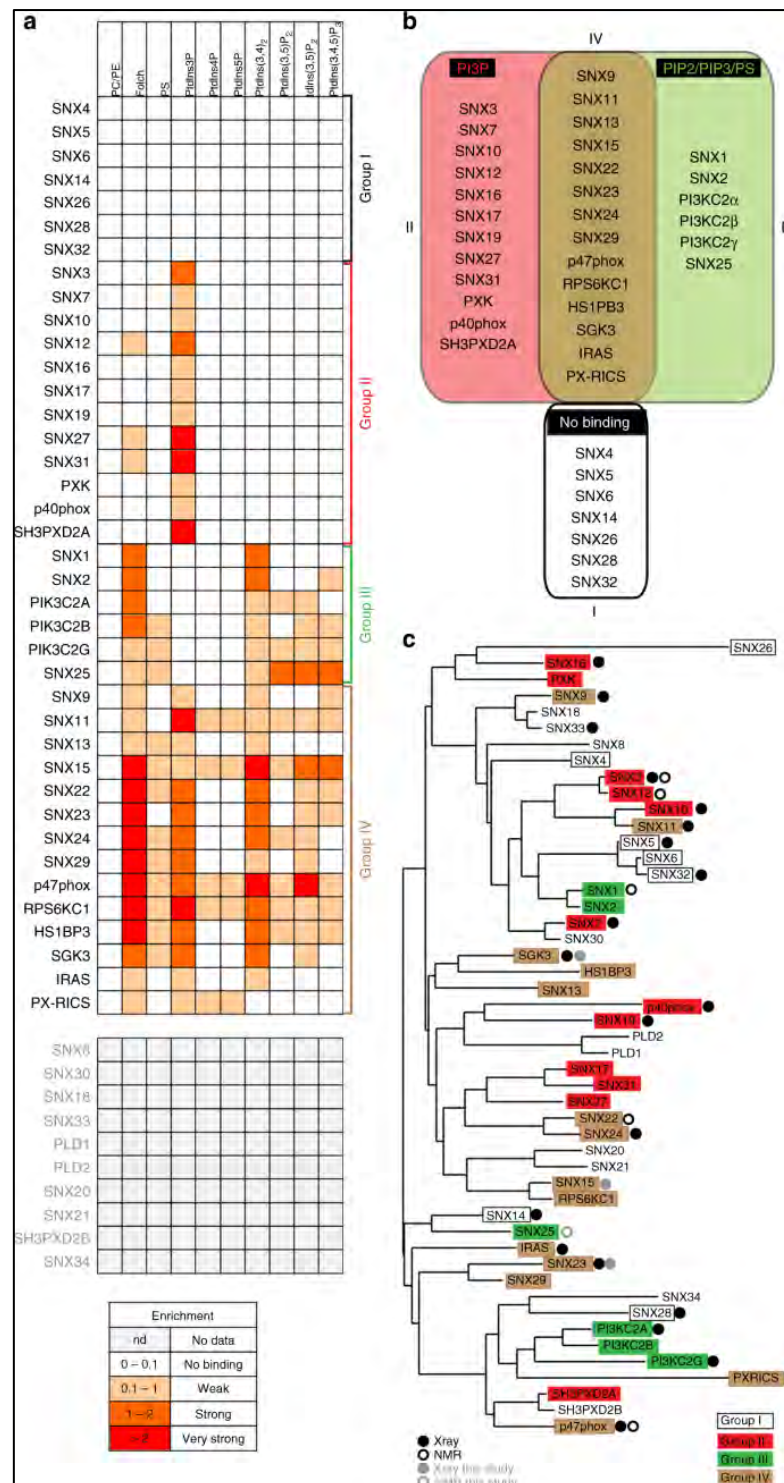 a
PC/PE
Folch
PS
PtdIns3P
PtdIns4P
PtdIns5P
PtdIns(3,4)₂
PtdIns(3,5)P₂
tdIns(3,5)P₂
PtdIns(3,4,5)P₃
SNX4
SNX5
SNX6
SNX14
SNX26
SNX28
SNX32
Group I
SNX3
SNX7
SNX10
SNX12
SNX16
SNX17
SNX19
SNX27
SNX31
PXK
p40phox
SH3PXD2A
Group II
SNX1
SNX2
PIK3C2A
PIK3C2B
PIK3C2G
SNX25
Group III
SNX9
SNX11
SNX13
SNX15
SNX22
SNX23
SNX24
SNX29
p47phox
RPS6KC1
HS1BP3
SGK3
IRAS
PX-RICS
Group IV
SNX8
SNX30
SNX18
SNX33
PLD1
PLD2
SNX20
SNX21
SH3PXD2B
SNX34
Enrichment
nd No data
0 – 0.1 No binding
0.1 – 1 Weak
1 – 2 Strong
> 2 Very strong
b
IV
PI3P
PIP2/PIP3/PS
II
SNX3
SNX7
SNX10
SNX12
SNX16
SNX17
SNX19
SNX27
SNX31
PXK
p40phox
SH3PXD2A
SNX9
SNX11
SNX13
SNX15
SNX22
SNX23
SNX24
SNX29
p47phox
RPS6KC1
HS1PB3
SGK3
IRAS
PX-RICS
SNX1
SNX2
PI3KC2α
PI3KC2β
PI3KC2γ
SNX25
No binding
SNX4
SNX5
SNX6
SNX14
SNX26
SNX28
SNX32
I
c
SNX26
SNX16
PXK
SNX9
SNX18
SNX33
SNX8
SNX4
SNX3
SNX12
SNX10
SNX11
SNX5
SNX6
SNX32
SNX1
SNX2
SNX7
SNX30
SGK3
HS1BP3
SNX13
p40phox
SNX19
PLD2
PLD1
SNX17
SNX31
SNX27
SNX22
SNX24
SNX20
SNX21
SNX15
RPS6KC1
SNX14
SNX25
IRAS
SNX23
SNX29
SNX34
SNX28
PI3KC2A
PI3KC2B
PI3KC2G
PXRICS
SH3PXD2A
SH3PXD2B
p47phox
Xray
NMR
Xray this study
NMR this study
Group I
Group II
Group III
Group IV